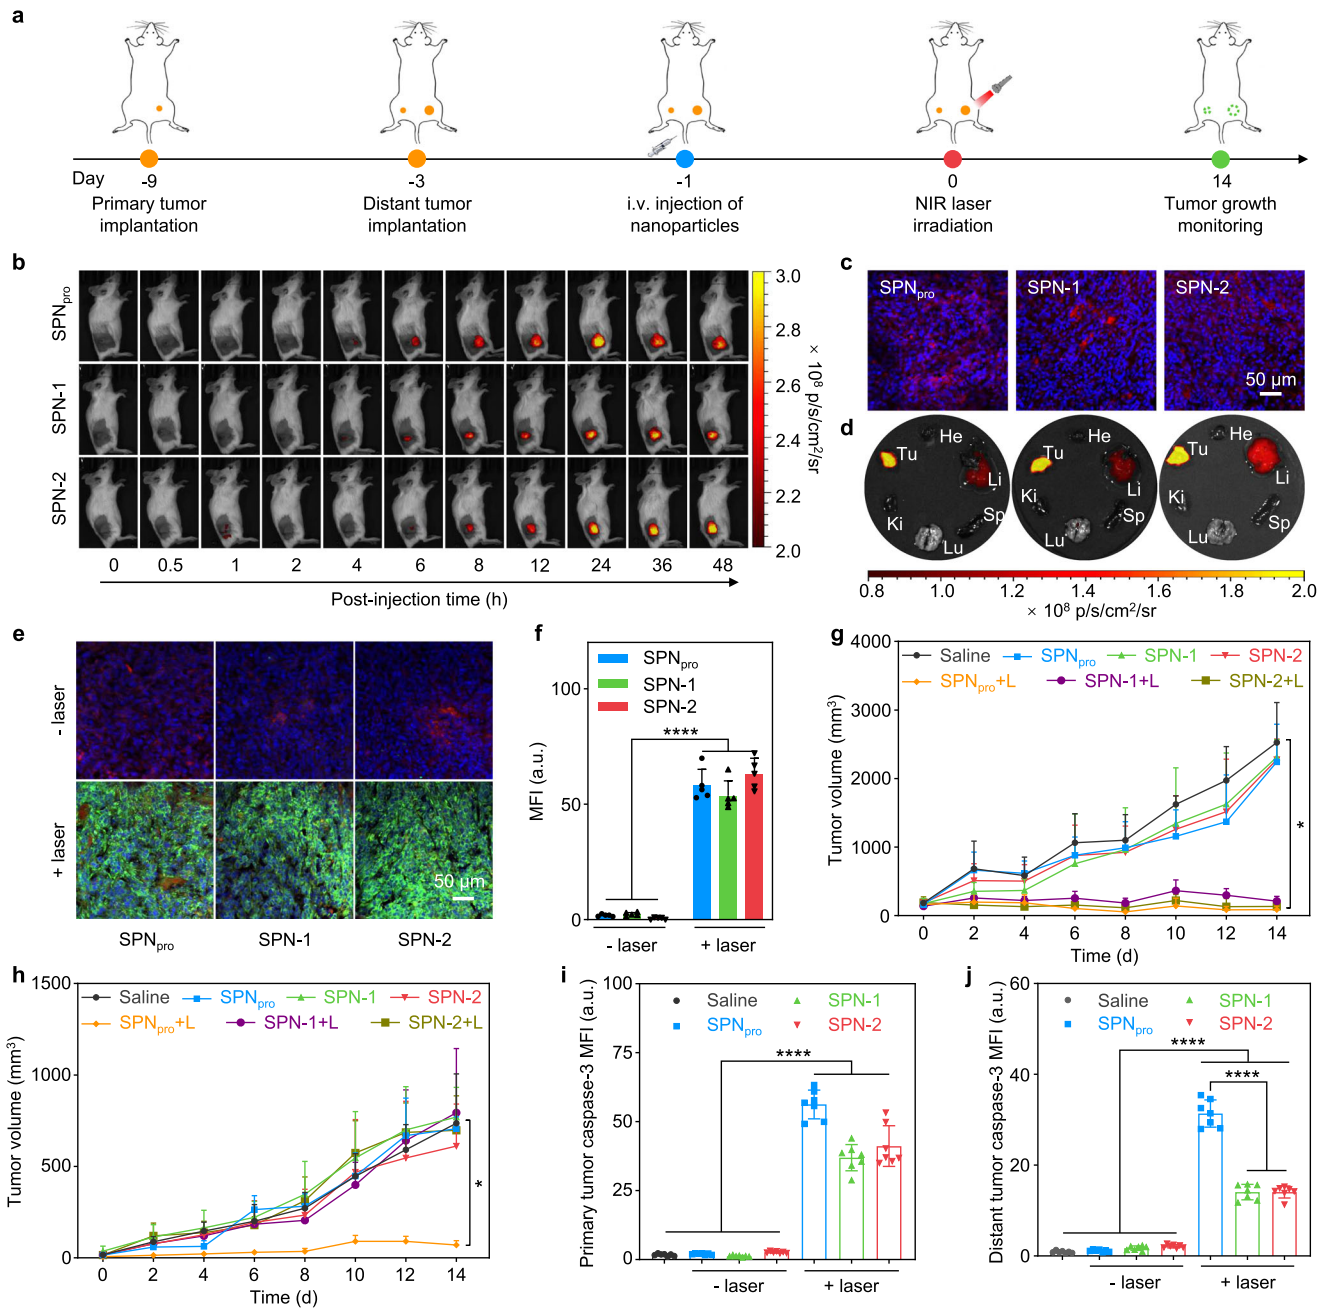 a
Day
-9
-3
-1
0
14
Primary tumor
implantation
Distant tumor
implantation
i.v. injection of
nanoparticles
NIR laser
irradiation
Tumor growth
monitoring
b
SPNpro
SPN-1
SPN-2
3.0
2.8
2.6
2.4
2.2
2.1
2.0
× 10⁸ p/s/cm²/sr
0 0.5 1 2 4 6 8 12 24 36 48
Post-injection time (h)
c
SPNpro
SPN-1
SPN-2
50 µm
d
Tu He Li Ki Lu Sp
Tu He Li Ki Lu Sp
Tu He Li Ki Lu Sp
0.8 1.0 1.2 1.4 1.6 1.8 2.0
× 10⁸ p/s/cm²/sr
e
- laser
+ laser
50 µm
SPNpro
SPN-1
SPN-2
f
MFI (a.u.)
100
50
0
SPNpro
SPN-1
SPN-2
****
- laser
+ laser
g
Tumor volume (mm³)
4000
3000
2000
1000
0
Saline SPNpro SPN-1 SPN-2
SPNpro+L SPN-1+L SPN-2+L
*
0 2 4 6 8 10 12 14
Time (d)
h
Tumor volume (mm³)
1500
1000
500
0
Saline SPNpro SPN-1 SPN-2
SPNpro+L SPN-1+L SPN-2+L
*
0 2 4 6 8 10 12 14
Time (d)
i
Primary tumor caspase-3 MFI (a.u.)
100
75
50
25
0
Saline SPN-1
SPNpro SPN-2
****
- laser
+ laser
j
Distant tumor caspase-3 MFI (a.u.)
60
40
20
0
Saline SPN-1
SPNpro SPN-2
****
****
- laser
+ laser